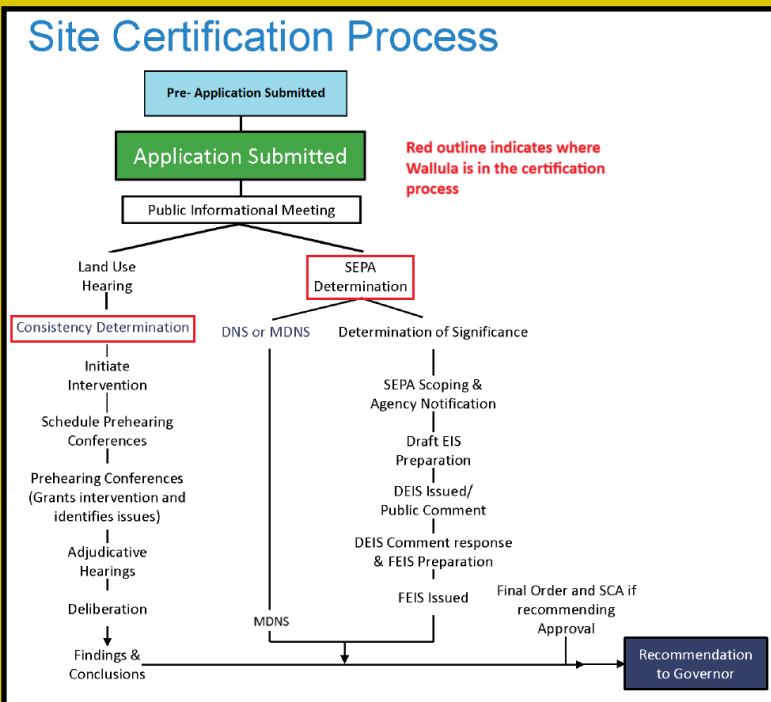 Site Certification Process
Pre- Application Submitted
Application Submitted
Red outline indicates where
Wallula is in the certification
process
Public Informational Meeting
Land Use
Hearing
SEPA
Determination
Consistency Determination
DNS or MDNS
Determination of Significance
Initiate
Intervention
SEPA Scoping &
Agency Notification
Schedule Prehearing
Conferences
Draft EIS
Preparation
Prehearing Conferences
(Grants intervention and
identifies issues)
DEIS Issued/
Public Comment
Adjudicative
Hearings
DEIS Comment response
& FEIS Preparation
Deliberation
FEIS Issued
Final Order and SCA if
recommending
Approval
MDNS
Findings &
Conclusions
Recommendation
to Governor